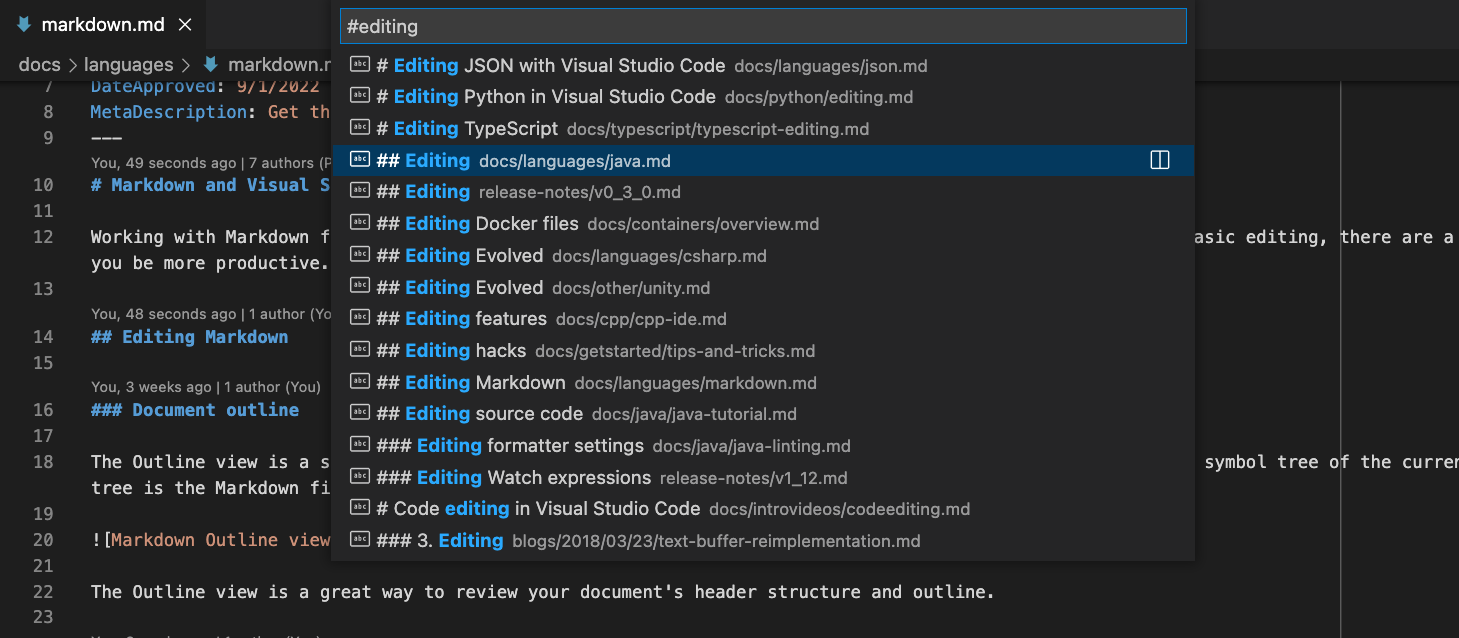 markdown.md
#editing
docs > languages > markdown.
# Editing JSON with Visual Studio Code docs/languages/json.md
# Editing Python in Visual Studio Code docs/python/editing.md
# Editing TypeScript docs/typescript/typescript-editing.md
## Editing docs/languages/java.md
## Editing release-notes/v0_3_0.md
## Editing Docker files docs/containers/overview.md
## Editing Evolved docs/languages/csharp.md
## Editing Evolved docs/other/unity.md
## Editing features docs/cpp/cpp-ide.md
## Editing hacks docs/getstarted/tips-and-tricks.md
## Editing Markdown docs/languages/markdown.md
## Editing source code docs/java/java-tutorial.md
### Editing formatter settings docs/java/java-linting.md
### Editing Watch expressions release-notes/v1_12.md
# Code editing in Visual Studio Code docs/introvideos/codeediting.md
### 3. Editing blogs/2018/03/23/text-buffer-reimplementation.md
7 DateApproved: 9/1/2022
8 MetaDescription: Get th
9 ---
You, 49 seconds ago | 7 authors (P
10 # Markdown and Visual S
11
12 Working with Markdown f asic editing, there are a
you be more productive.
13
You, 48 seconds ago | 1 author (Yo
14 ## Editing Markdown
15
You, 3 weeks ago | 1 author (You)
16 ### Document outline
17
18 The Outline view is a s symbol tree of the curren
tree is the Markdown fi
19
20 ![Markdown Outline view
21
22 The Outline view is a great way to review your document's header structure and outline.
23